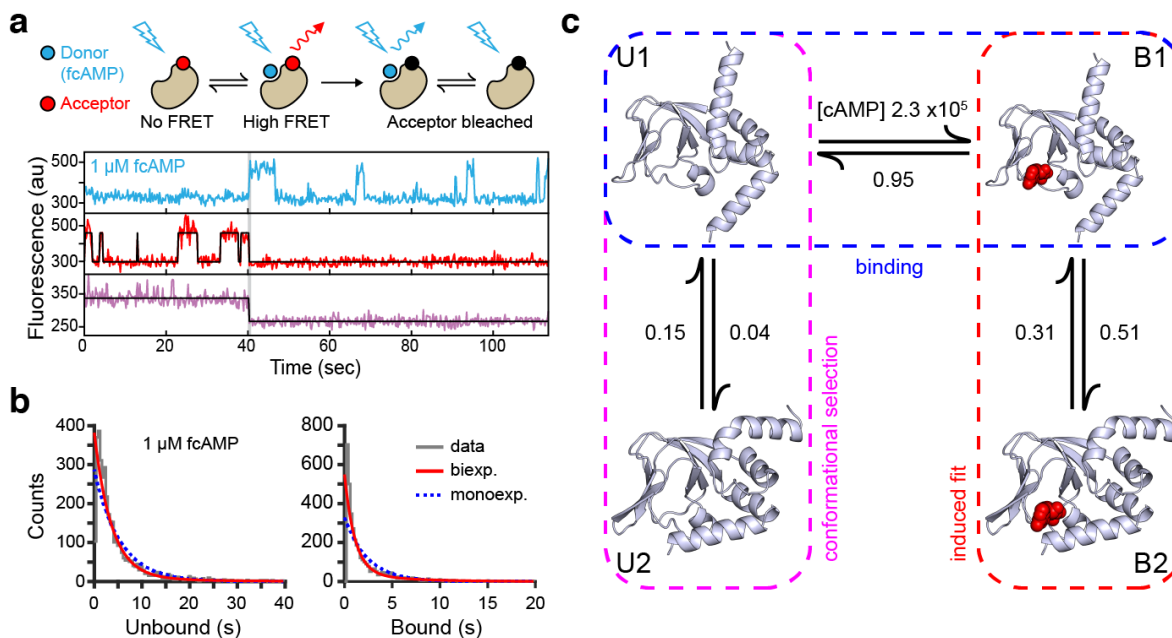 a
Donor
(fcAMP)
Acceptor
No FRET
High FRET
Acceptor bleached
Fluorescence (au)
1 µM fcAMP
500
300
500
300
350
250
0
20
40
60
80
100
Time (sec)
b
Counts
400
300
200
100
0
1 µM fcAMP
0
10
20
30
40
Unbound (s)
800
600
400
200
0
data
biexp.
monoexp.
0
5
10
15
20
Bound (s)
c
U1
B1
[cAMP] 2.3 x10⁵
0.95
binding
0.15
0.04
0.31
0.51
conformational selection
induced fit
U2
B2